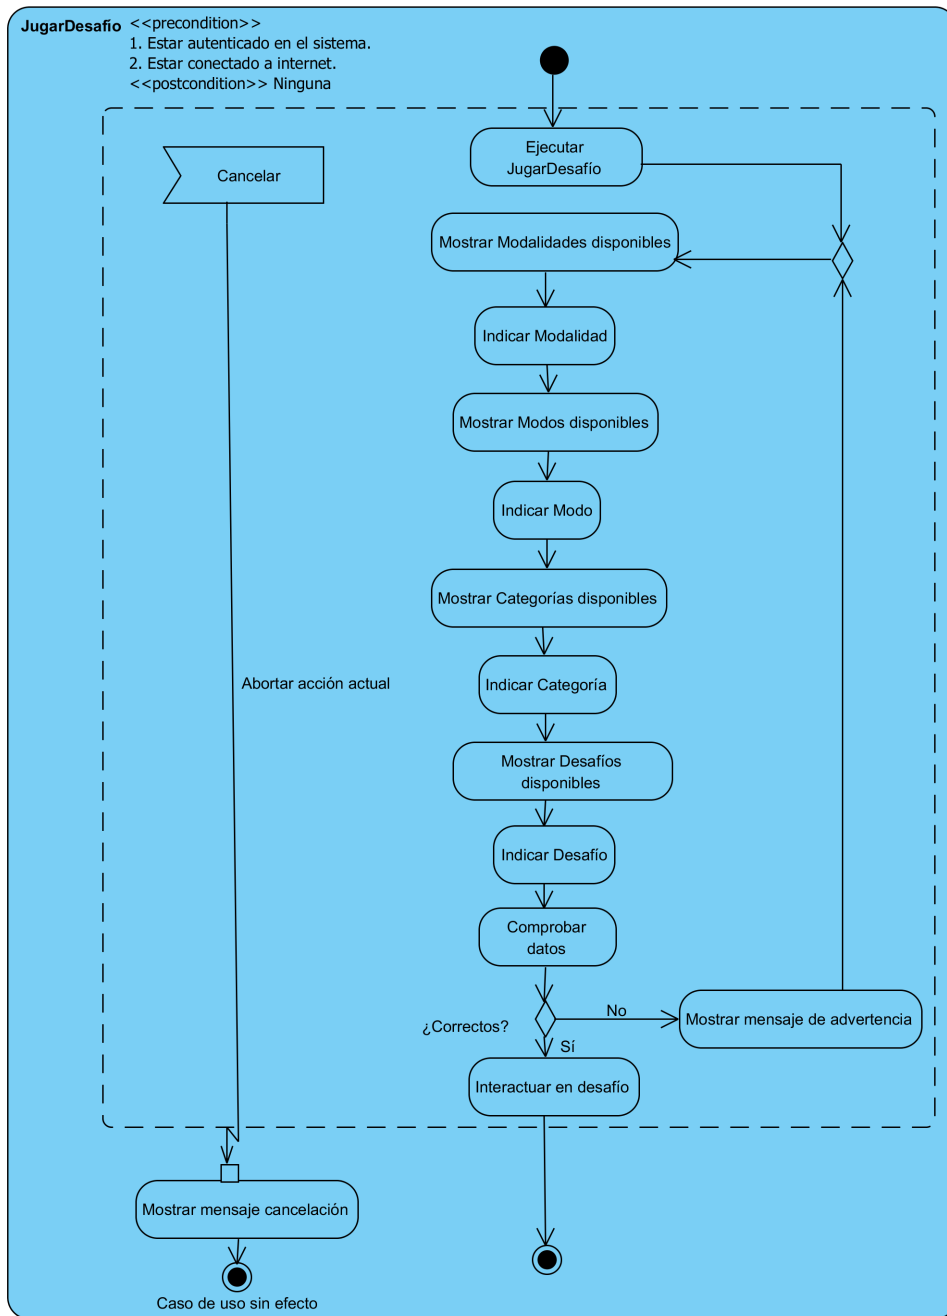 JugarDesafío <<precondition>>
1. Estar autenticado en el sistema.
2. Estar conectado a internet.
<<postcondition>> Ninguna
Ejecutar
JugarDesafío
Cancelar
Mostrar Modalidades disponibles
Indicar Modalidad
Mostrar Modos disponibles
Indicar Modo
Mostrar Categorías disponibles
Indicar Categoría
Abortar acción actual
Mostrar Desafíos
disponibles
Indicar Desafío
Comprobar
datos
¿Correctos?
No
Mostrar mensaje de advertencia
Sí
Interactuar en desafío
Mostrar mensaje cancelación
Caso de uso sin efecto